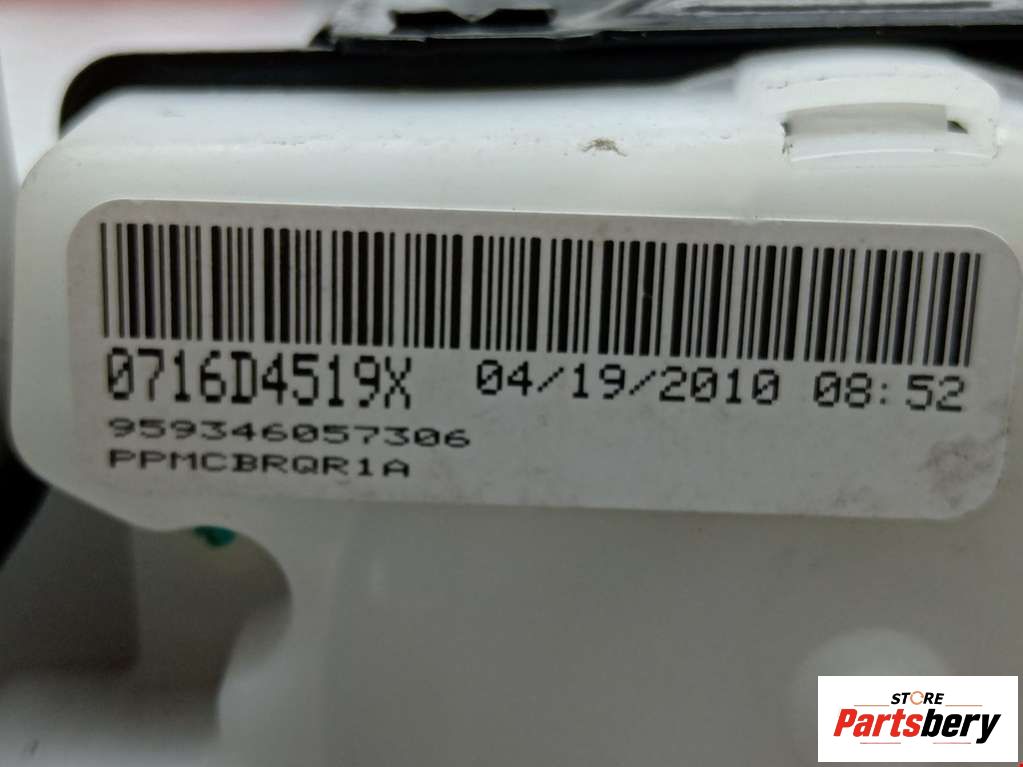 0716D4519X 04/19/2010 08:52
959346057306
PPMCBRQR1A
STORE
Partsbery